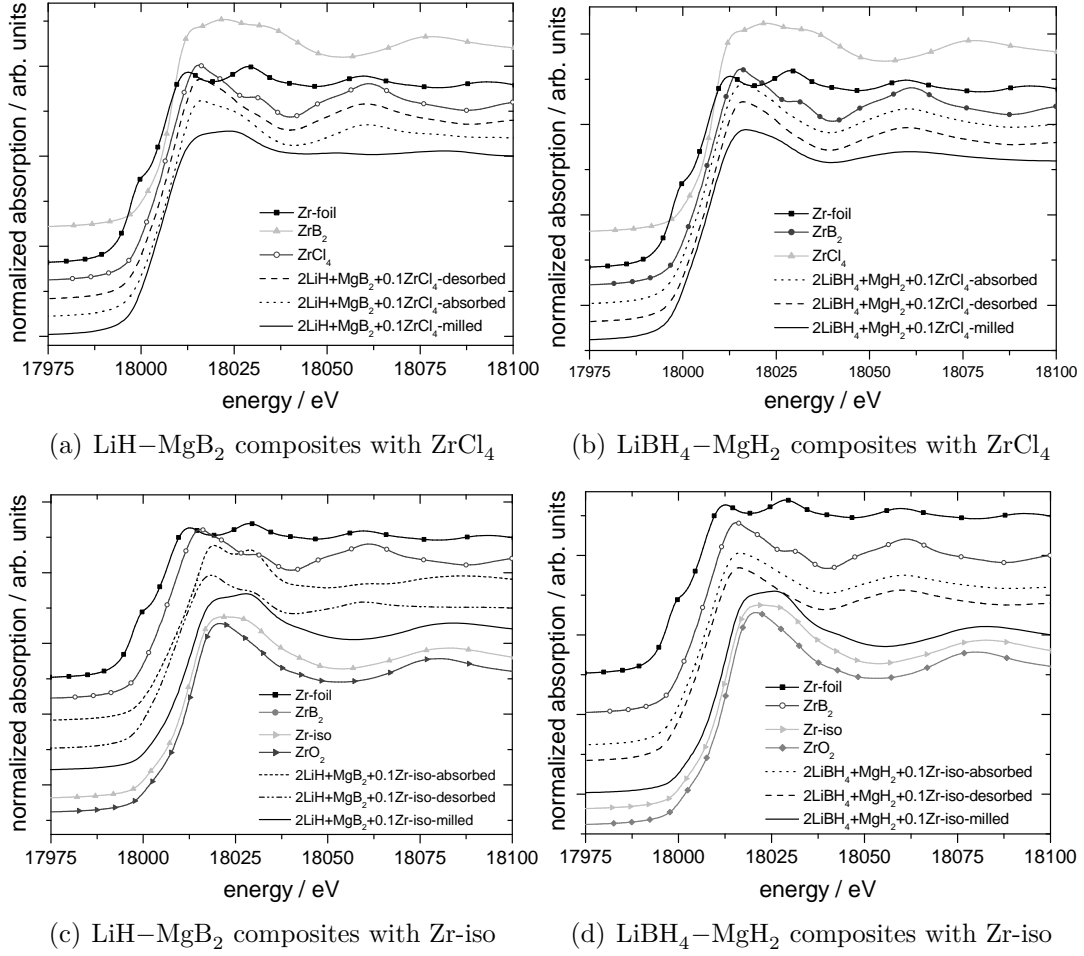 normalized absorption / arb. units
Zr-foil
ZrB₂
ZrCl₄
2LiH+MgB₂+0.1ZrCl₄-desorbed
2LiH+MgB₂+0.1ZrCl₄-absorbed
2LiH+MgB₂+0.1ZrCl₄-milled
17975 18000 18025 18050 18075 18100
energy / eV
(a) LiH−MgB₂ composites with ZrCl₄
normalized absorption / arb. units
Zr-foil
ZrB₂
ZrCl₄
2LiBH₄+MgH₂+0.1ZrCl₄-absorbed
2LiBH₄+MgH₂+0.1ZrCl₄-desorbed
2LiBH₄+MgH₂+0.1ZrCl₄-milled
17975 18000 18025 18050 18075 18100
energy / eV
(b) LiBH₄−MgH₂ composites with ZrCl₄
normalized absorption / arb. units
Zr-foil
ZrB₂
Zr-iso
ZrO₂
2LiH+MgB₂+0.1Zr-iso-absorbed
2LiH+MgB₂+0.1Zr-iso-desorbed
2LiH+MgB₂+0.1Zr-iso-milled
17975 18000 18025 18050 18075 18100
energy / eV
(c) LiH−MgB₂ composites with Zr-iso
normalized absorption / arb. units
Zr-foil
ZrB₂
Zr-iso
ZrO₂
2LiBH₄+MgH₂+0.1Zr-iso-absorbed
2LiBH₄+MgH₂+0.1Zr-iso-desorbed
2LiBH₄+MgH₂+0.1Zr-iso-milled
17975 18000 18025 18050 18075 18100
energy / eV
(d) LiBH₄−MgH₂ composites with Zr-iso